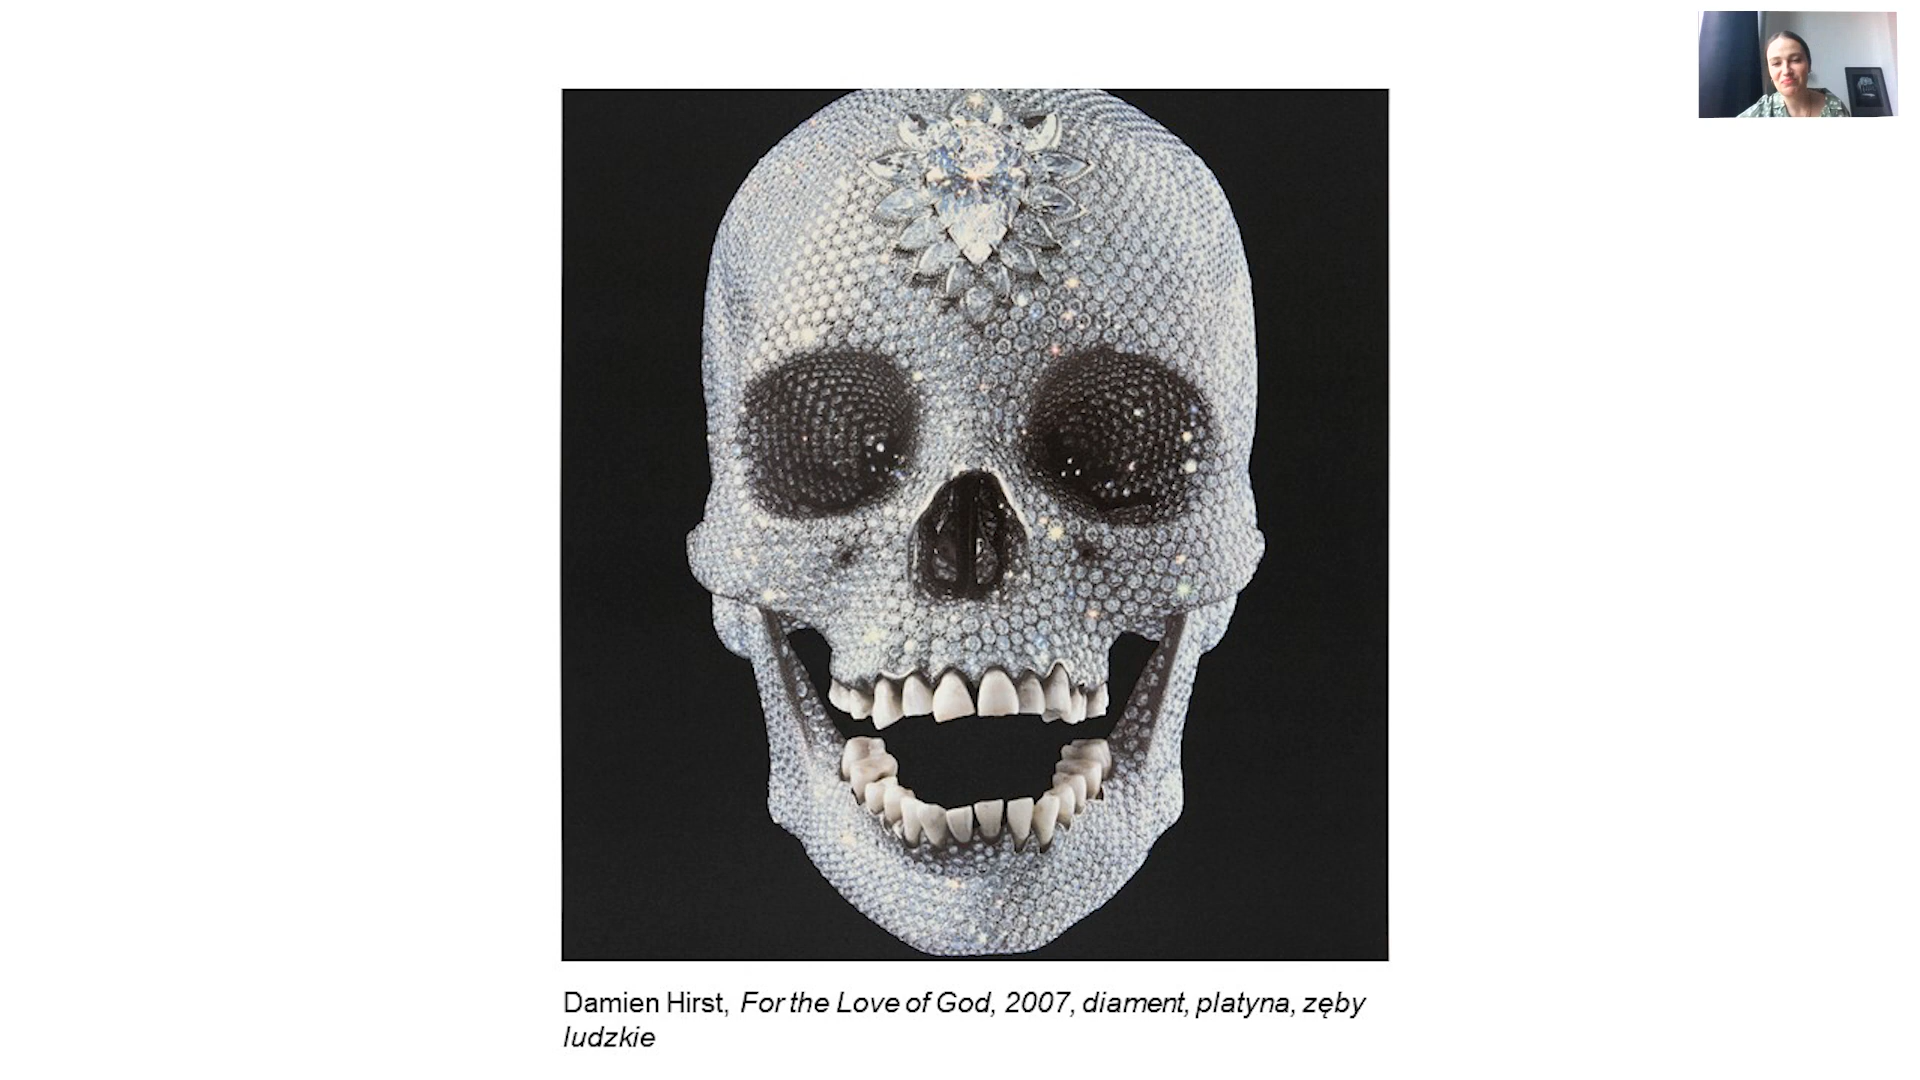 Damien Hirst, For the Love of God, 2007, diament, platyna, zęby
ludzkie